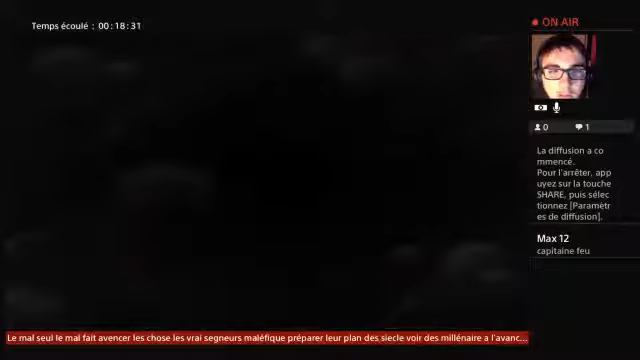 Temps écoulé : 00:18:31
ON AIR
0 1
La diffusion a co
mmencé.
Pour l'arrêter, app
uyez sur la touche
SHARE, puis sélec
tionnez [Paramètr
es de diffusion].
Max 12
capitaine feu
Le mal seul le mal fait avencer les chose les vrai segneurs maléfique préparer leur plan des siecle voir des millénaire a l'avanc...